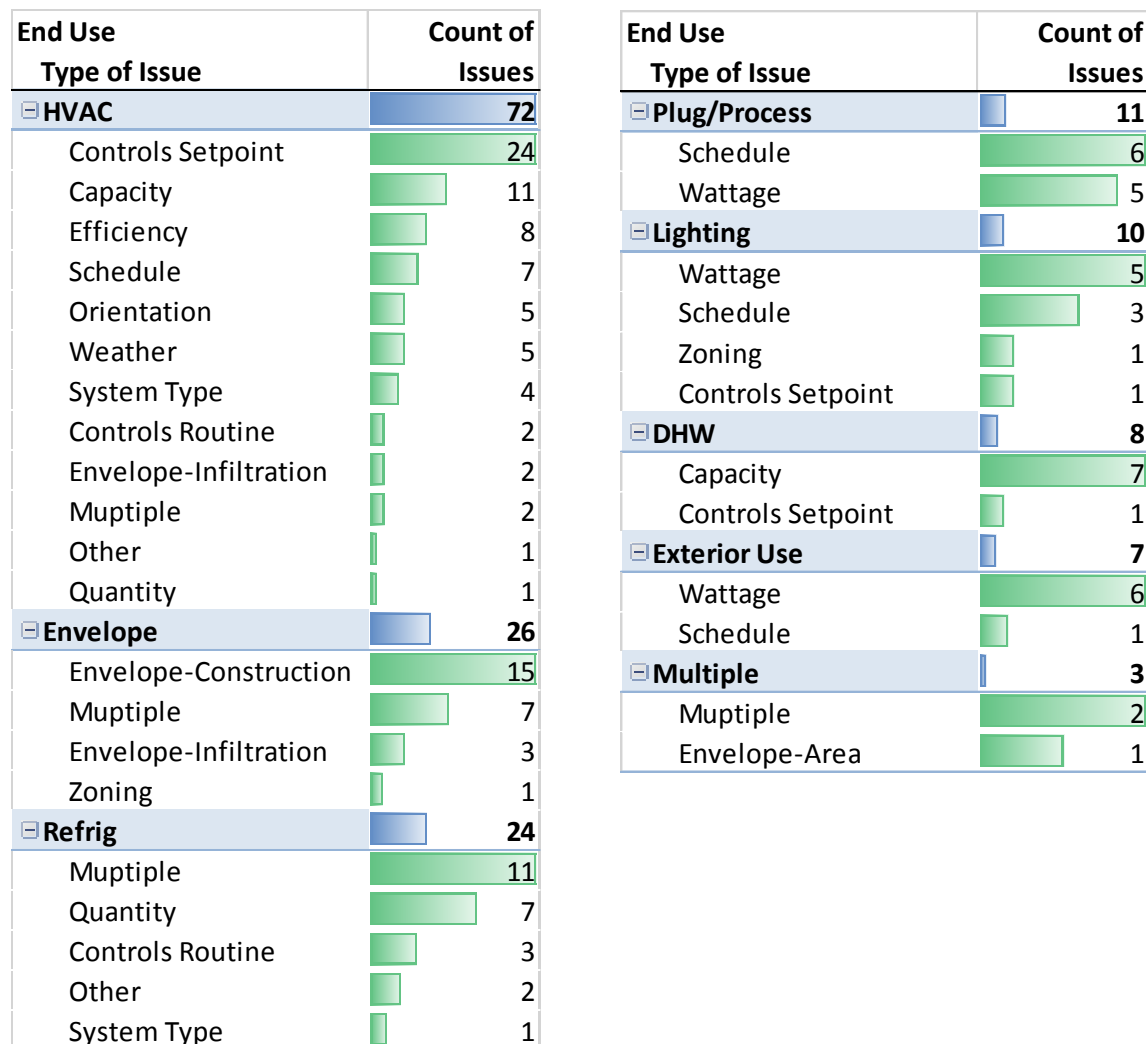 End Use Count of
Type of Issue Issues
HVAC 72
Controls Setpoint 24
Capacity 11
Efficiency 8
Schedule 7
Orientation 5
Weather 5
System Type 4
Controls Routine 2
Envelope-Infiltration 2
Muptiple 2
Other 1
Quantity 1
Envelope 26
Envelope-Construction 15
Muptiple 7
Envelope-Infiltration 3
Zoning 1
Refrig 24
Muptiple 11
Quantity 7
Controls Routine 3
Other 2
System Type 1
End Use Count of
Type of Issue Issues
Plug/Process 11
Schedule 6
Wattage 5
Lighting 10
Wattage 5
Schedule 3
Zoning 1
Controls Setpoint 1
DHW 8
Capacity 7
Controls Setpoint 1
Exterior Use 7
Wattage 6
Schedule 1
Multiple 3
Muptiple 2
Envelope-Area 1